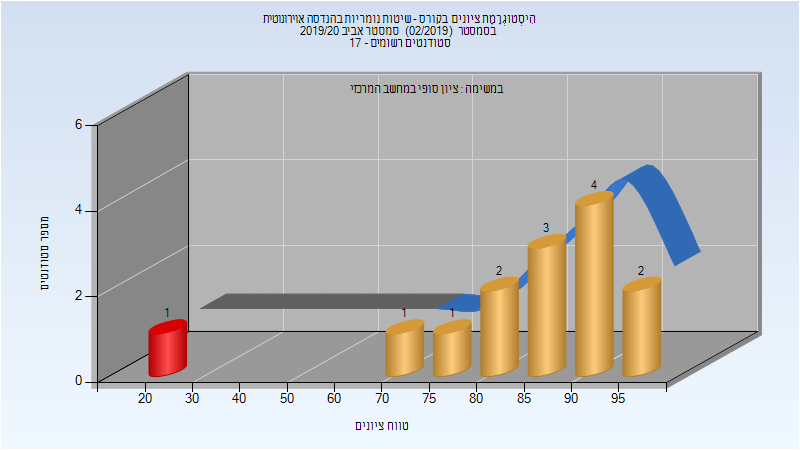 היסְטוּגְרָמַת ציונים בקורס - שיטות נומריות בהנדסה אוירונוטית
בסמסטר (02/2019) סמסטר אביב 2019/20
סטודנטים רשומים - 17
במשימה : ציון סופי במחשב המרכזי
מספר סטודנטים
6
4
2
0
1
1
1
2
3
4
2
20 30 40 50 60 70 75 80 85 90 95
טווח ציונים